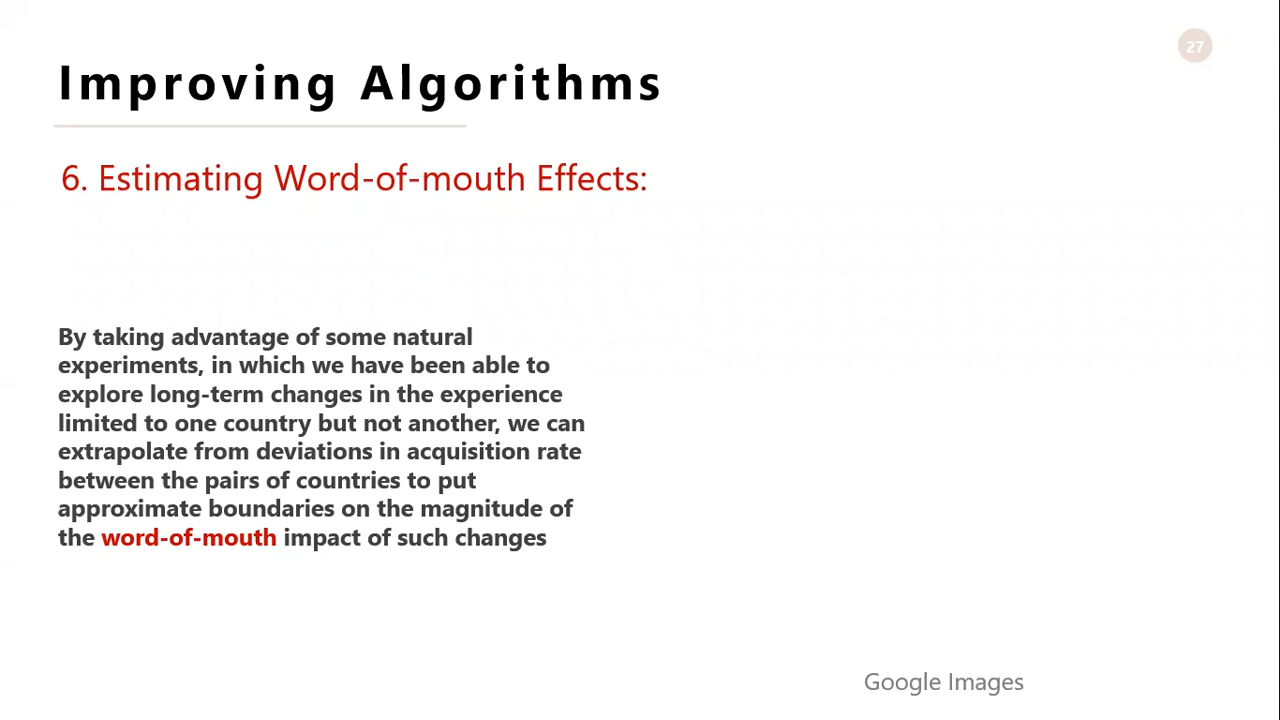 27
Improving Algorithms
6. Estimating Word-of-mouth Effects:
By taking advantage of some natural
experiments, in which we have been able to
explore long-term changes in the experience
limited to one country but not another, we can
extrapolate from deviations in acquisition rate
between the pairs of countries to put
approximate boundaries on the magnitude of
the word-of-mouth impact of such changes
Google Images